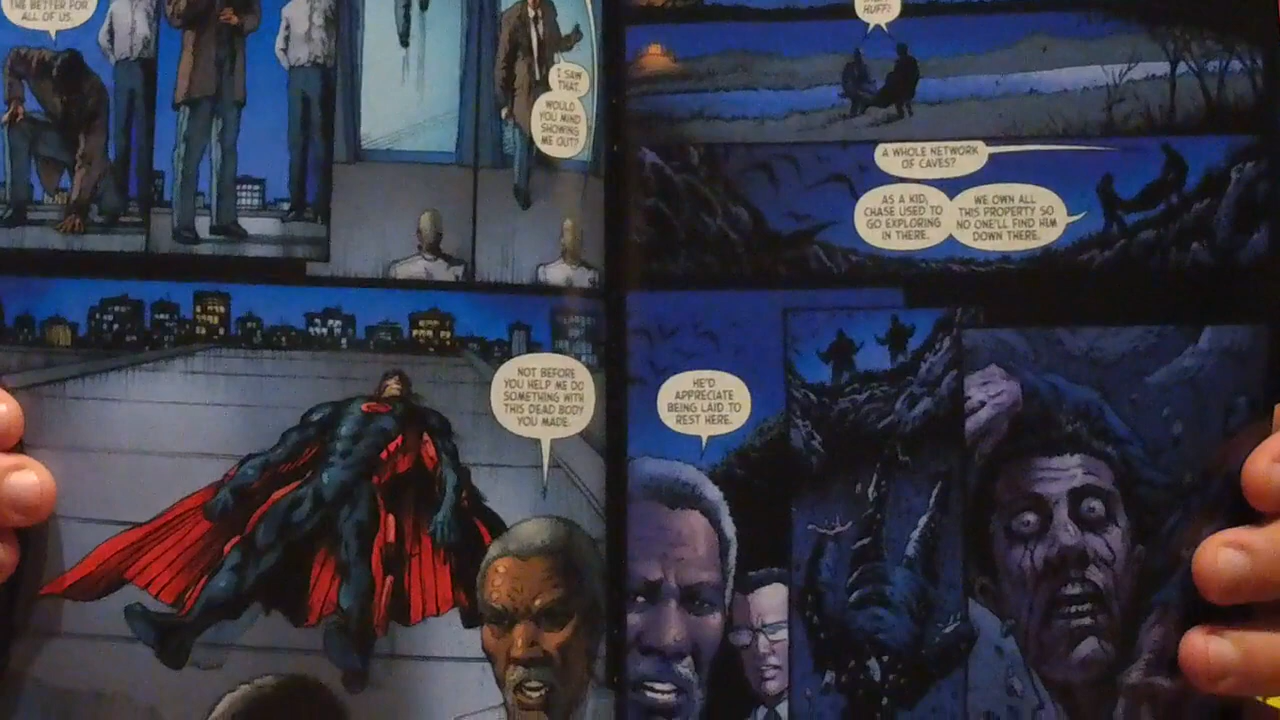 THE BETTER FOR
ALL OF US.
I SAW
THAT.
WOULD
YOU MIND
SHOWING
ME OUT?
NOT BEFORE
YOU HELP ME DO
SOMETHING WITH
THIS DEAD BODY
YOU MADE.
HUFF?
A WHOLE NETWORK
OF CAVES?
AS A KID,
CHASE USED TO
GO EXPLORING
IN THERE.
WE OWN ALL
THIS PROPERTY SO
NO ONE'LL FIND HIM
DOWN THERE.
HE'D
APPRECIATE
BEING LAID TO
REST HERE.